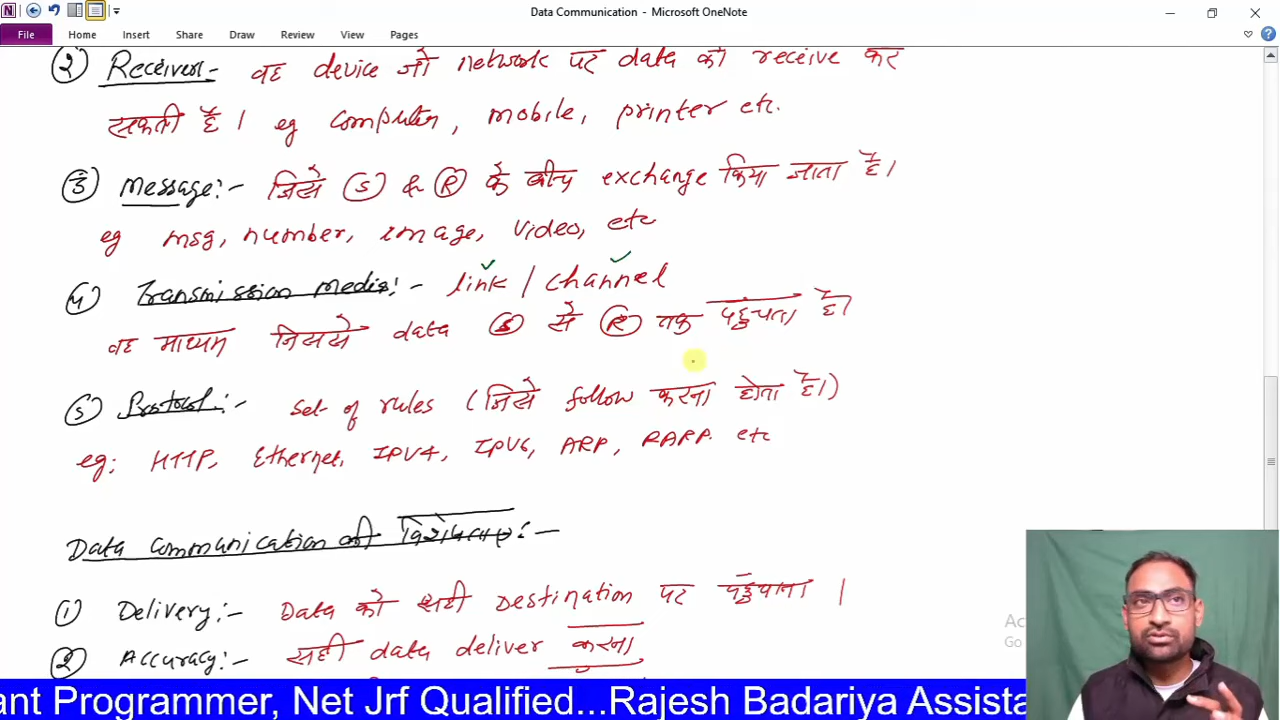 Data Communication - Microsoft OneNote
File Home Insert Share Draw Review View Pages
② Receiver:- वह device जो network पर data को receive कर
सकती है। eg computer, mobile, printer etc.
③ Message:- जिसे Ⓢ & Ⓡ के बीच exchange किया जाता है।
eg msg, number, image, video, etc
④ Transmission Media:- link / channel
वह माध्यम जिससे data Ⓢ से Ⓡ तक पहुंचता है।
⑤ Protocol:- Set of rules (जिसे follow करना होता है।)
eg; HTTP, Ethernet, IPV4, IPV6, ARP, RARP. etc
Data Communication की विशेषताए:-
① Delivery:- Data को सही Destination पर पहुंचाना।
② Accuracy:- सही data deliver करना
Go
ant Programmer, Net Jrf Qualified...Rajesh Badariya Assista